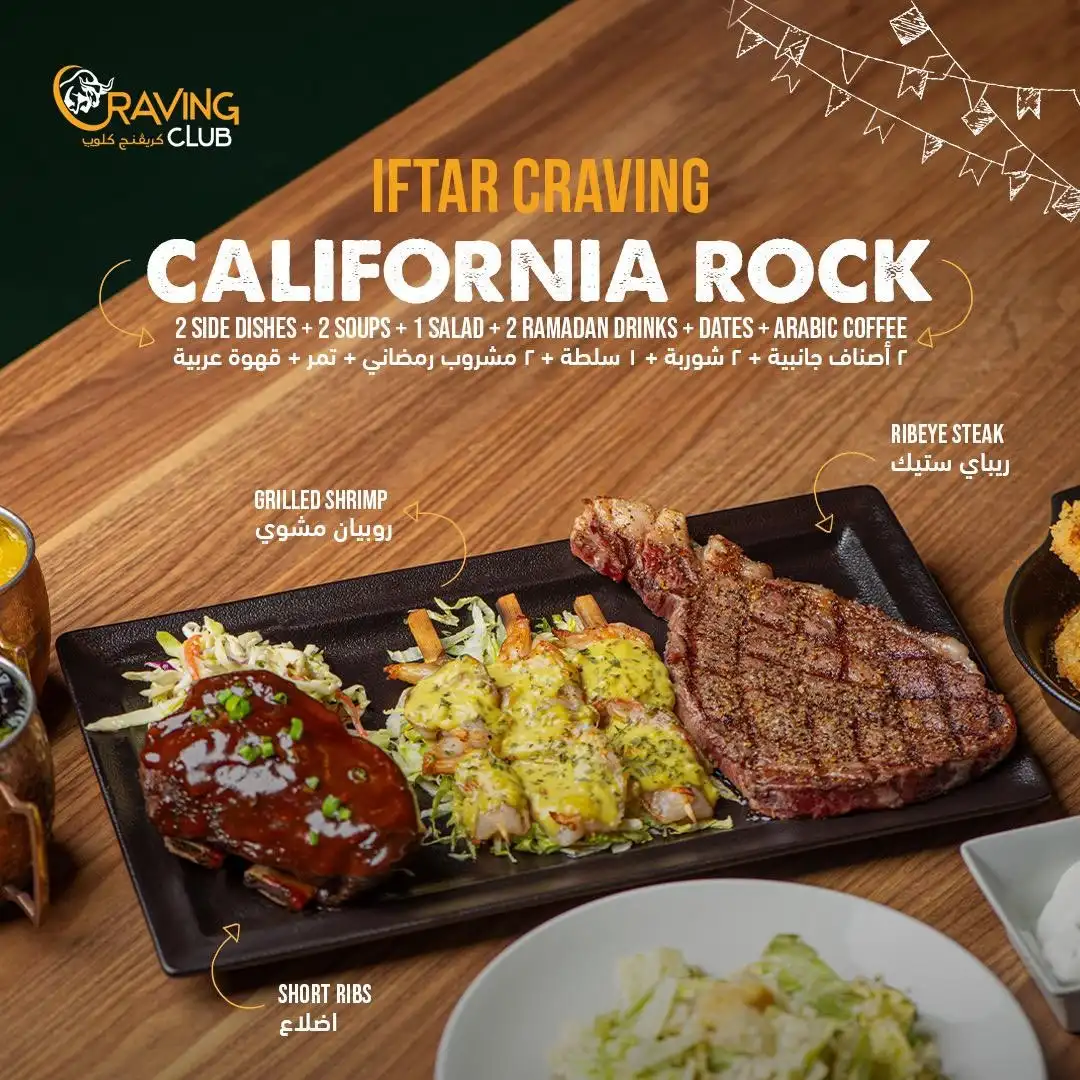 CRAVING
كريڤنج كلوب CLUB
IFTAR CRAVING
CALIFORNIA ROCK
2 SIDE DISHES + 2 SOUPS + 1 SALAD + 2 RAMADAN DRINKS + DATES + ARABIC COFFEE
٢ أصناف جانبية + ٢ شوربة + ١ سلطة + ٢ مشروب رمضاني + تمر + قهوة عربية
RIBEYE STEAK
ريباي ستيك
GRILLED SHRIMP
روبيان مشوي
SHORT RIBS
اضلاع